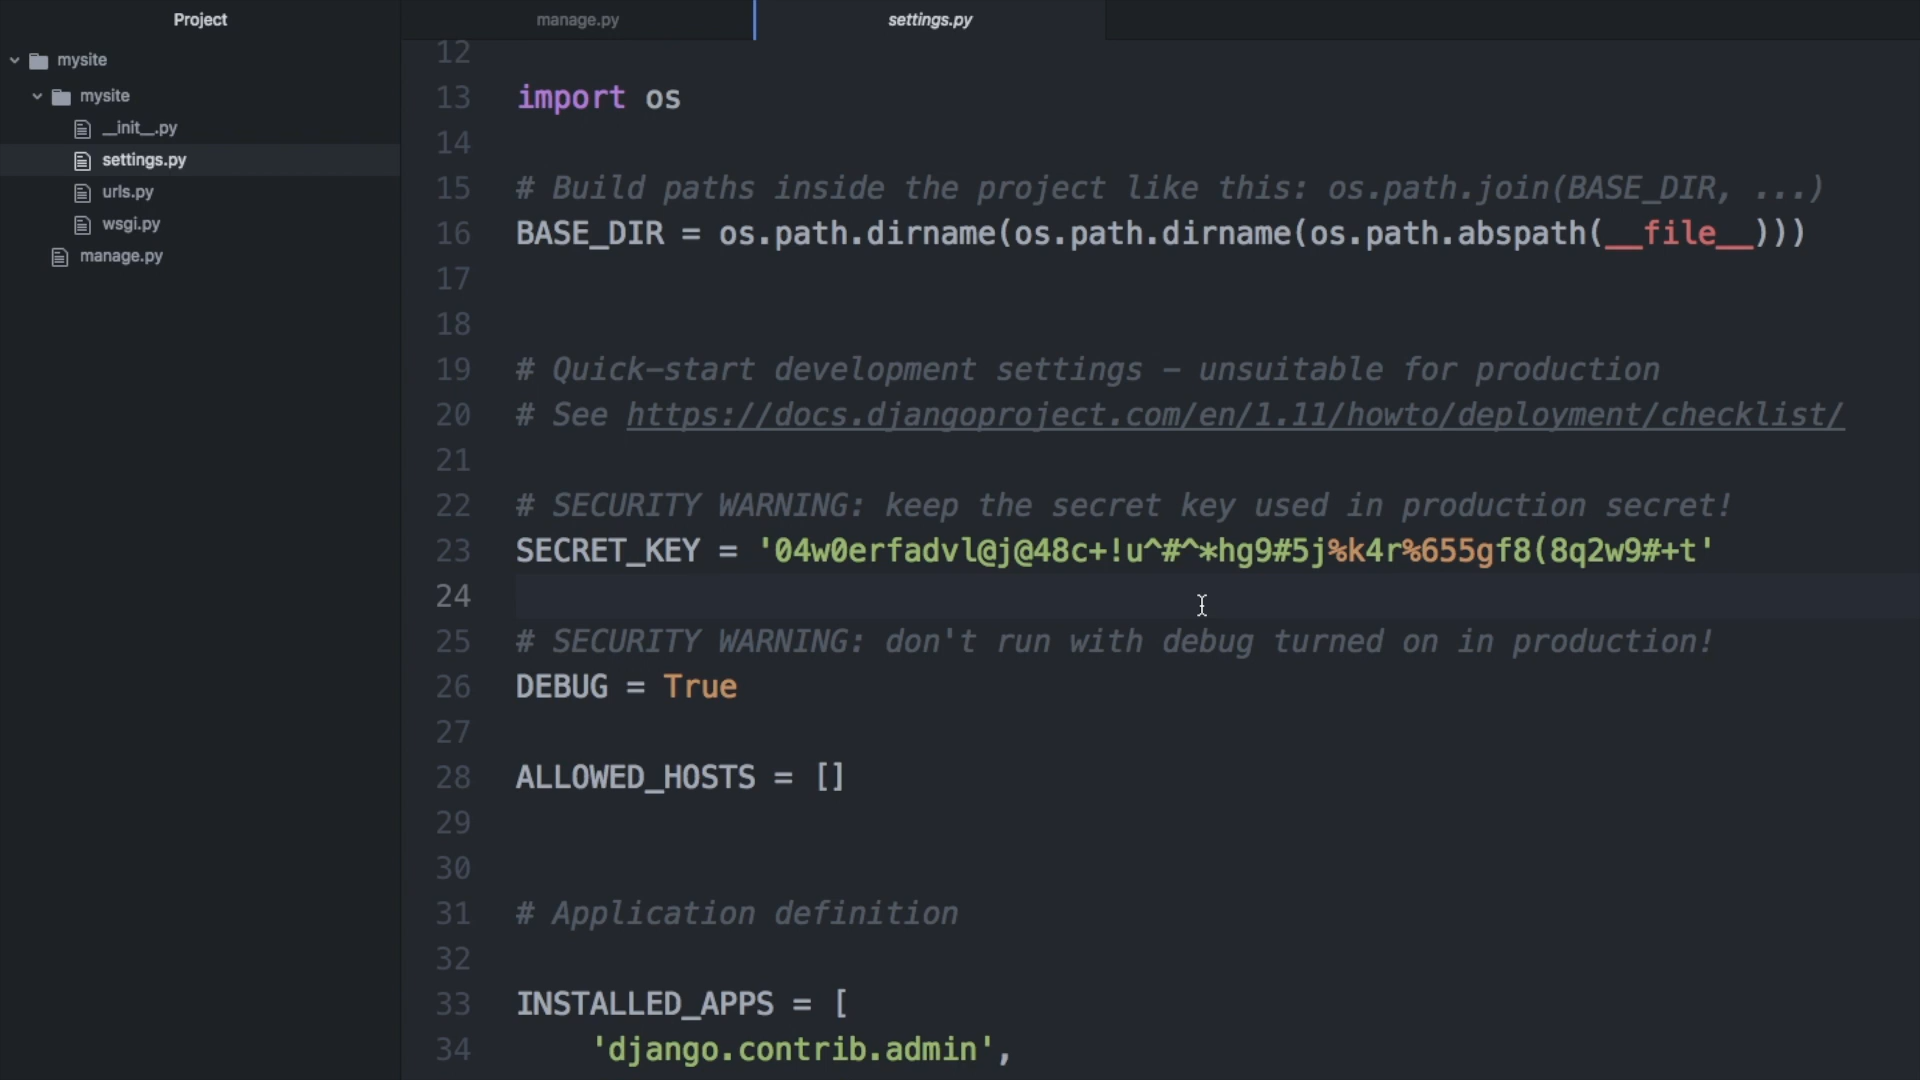 Project
mysite
mysite
__init__.py
settings.py
urls.py
wsgi.py
manage.py
manage.py
settings.py
12
13 import os
14
15 # Build paths inside the project like this: os.path.join(BASE_DIR, ...)
16 BASE_DIR = os.path.dirname(os.path.dirname(os.path.abspath(__file__)))
17
18
19 # Quick-start development settings - unsuitable for production
20 # See https://docs.djangoproject.com/en/1.11/howto/deployment/checklist/
21
22 # SECURITY WARNING: keep the secret key used in production secret!
23 SECRET_KEY = '04w0erfadvl@j@48c+!u^#^*hg9#5j%k4r%655gf8(8q2w9#+t'
24
25 # SECURITY WARNING: don't run with debug turned on in production!
26 DEBUG = True
27
28 ALLOWED_HOSTS = []
29
30
31 # Application definition
32
33 INSTALLED_APPS = [
34 'django.contrib.admin',